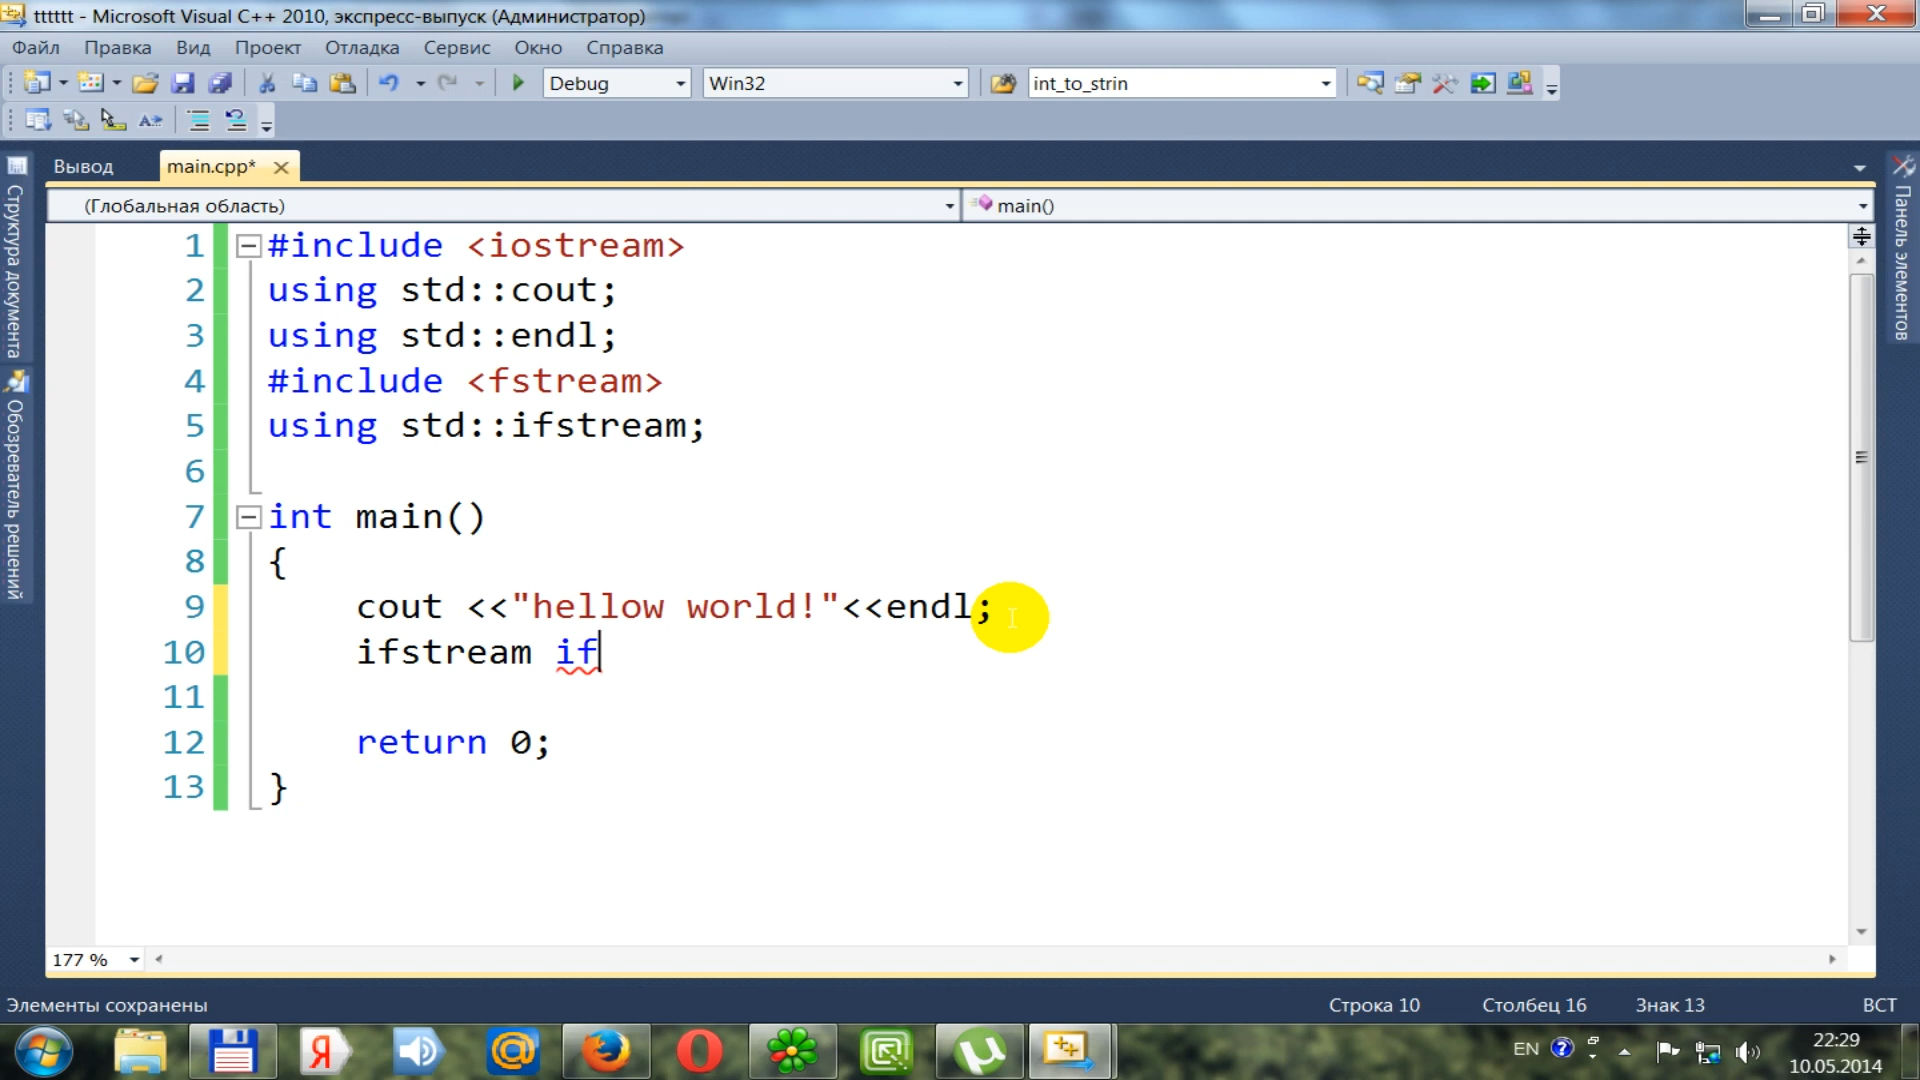 tttttt - Microsoft Visual C++ 2010, экспресс-выпуск (Администратор)
Файл Правка Вид Проект Отладка Сервис Окно Справка
Debug Win32 int_to_strin
Вывод main.cpp*
(Глобальная область) main()
Структура документа
Обозреватель решений
Панель элементов
1 #include <iostream>
2 using std::cout;
3 using std::endl;
4 #include <fstream>
5 using std::ifstream;
6
7 int main()
8 {
9 cout <<"hellow world!"<<endl;
10 ifstream if
11
12 return 0;
13 }
177 %
Элементы сохранены Строка 10 Столбец 16 Знак 13 ВСТ
EN 22:29
10.05.2014